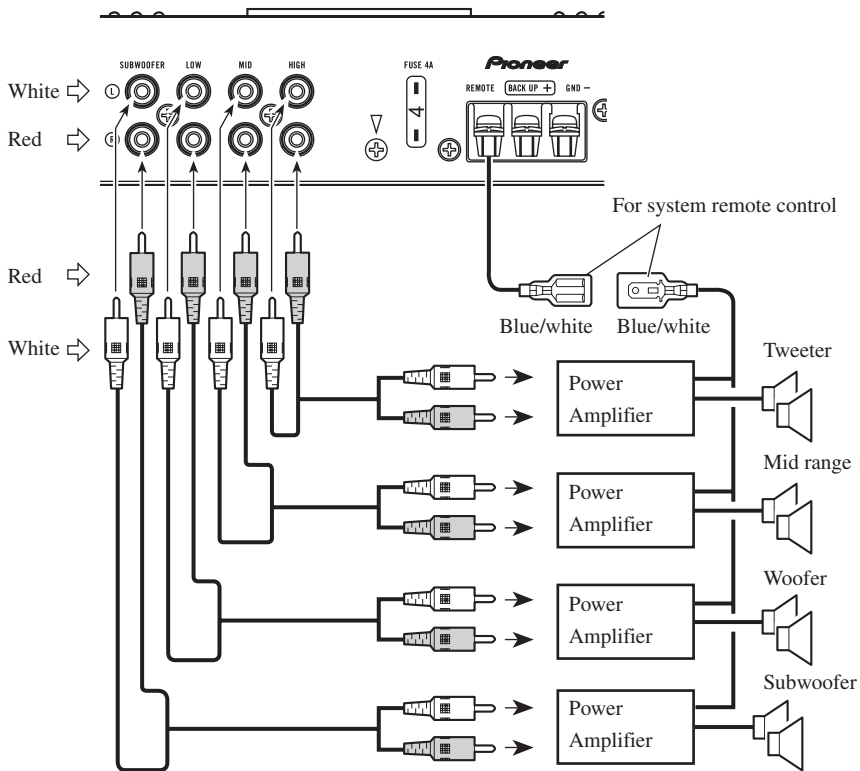 SUBWOOFER LOW MID HIGH
FUSE 4A
Pioneer
REMOTE BACK UP + GND −
White
L
4
Red
R
For system remote control
Red
Blue/white Blue/white
White
Tweeter
Power
Amplifier
Mid range
Power
Amplifier
Woofer
Power
Amplifier
Subwoofer
Power
Amplifier